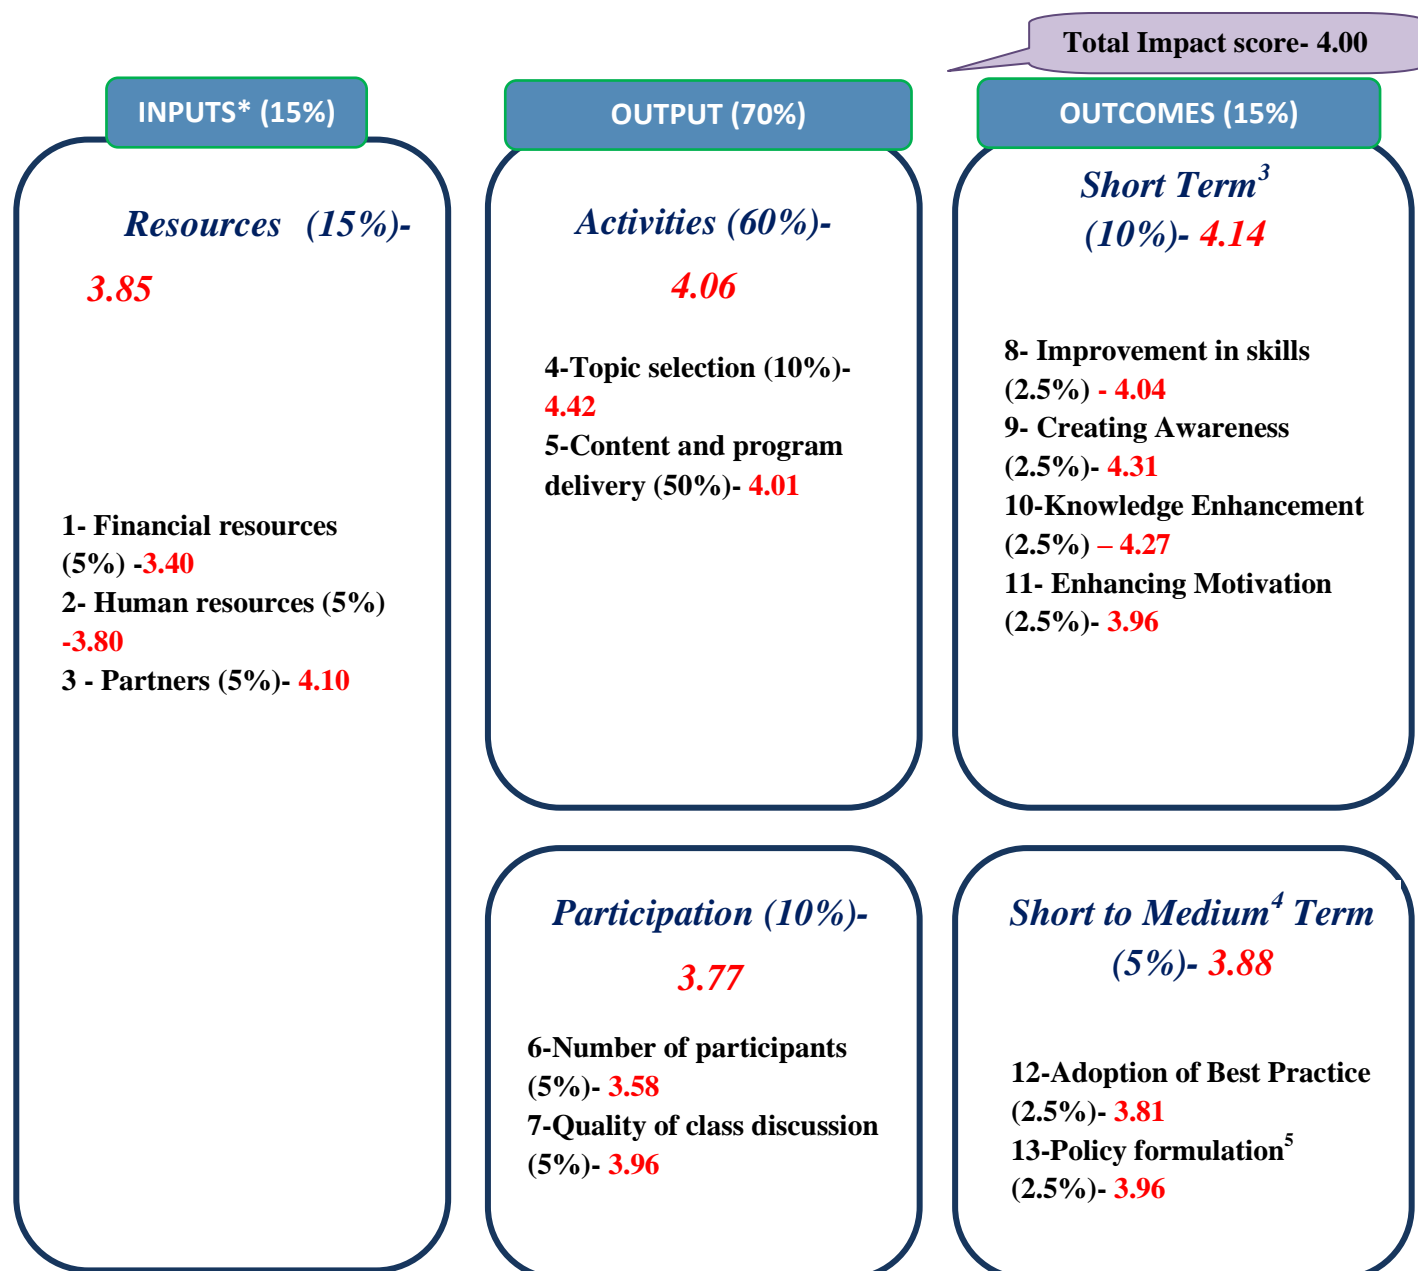 Total Impact score- 4.00
INPUTS* (15%)
Resources (15%)-
3.85
1- Financial resources
(5%) -3.40
2- Human resources (5%)
-3.80
3 - Partners (5%)- 4.10
OUTPUT (70%)
Activities (60%)-
4.06
4-Topic selection (10%)-
4.42
5-Content and program
delivery (50%)- 4.01
Participation (10%)-
3.77
6-Number of participants
(5%)- 3.58
7-Quality of class discussion
(5%)- 3.96
OUTCOMES (15%)
Short Term³
(10%)- 4.14
8- Improvement in skills
(2.5%) - 4.04
9- Creating Awareness
(2.5%)- 4.31
10-Knowledge Enhancement
(2.5%) – 4.27
11- Enhancing Motivation
(2.5%)- 3.96
Short to Medium⁴ Term
(5%)- 3.88
12-Adoption of Best Practice
(2.5%)- 3.81
13-Policy formulation⁵
(2.5%)- 3.96